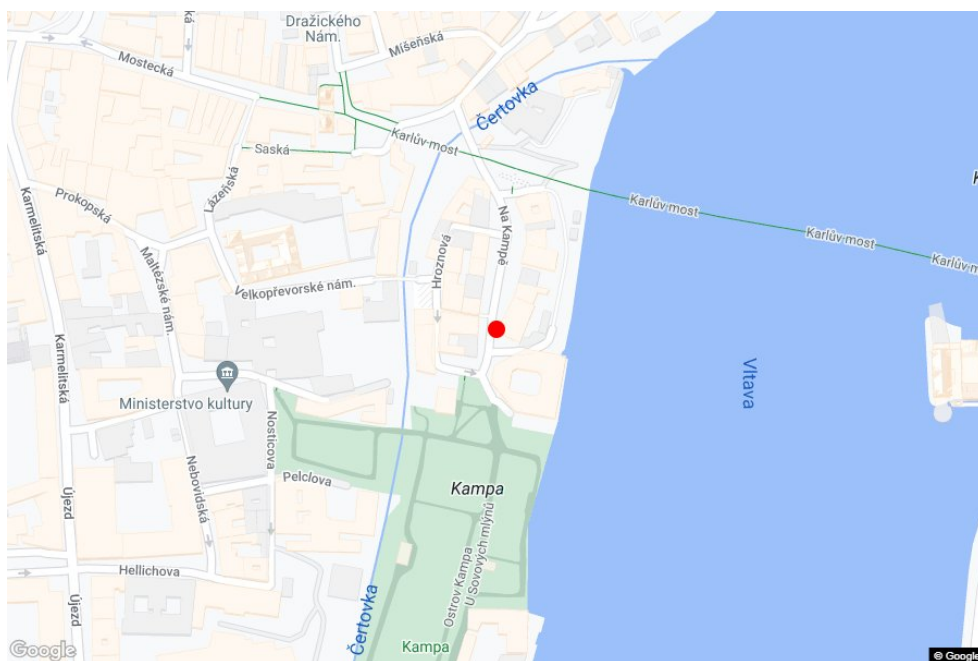 Dražického
Nám.
Míšeňská
Mostecká
Čertovka
Karlův most
Saská
Lázeňská
Prokopská
Karmelitská
Karlův most
Karlův most
Na Kampě
Hroznová
Maltézské nám.
Velkopřevorské nám.
Karmelitská
Ministerstvo kultury
Vltava
Nosticova
Nebovidská
Pelclova
Kampa
Újezd
Hellichova
Ostrov Kampa
U Sovových mlýnů
Újezd
Čertovka
Kampa
Google
© Google